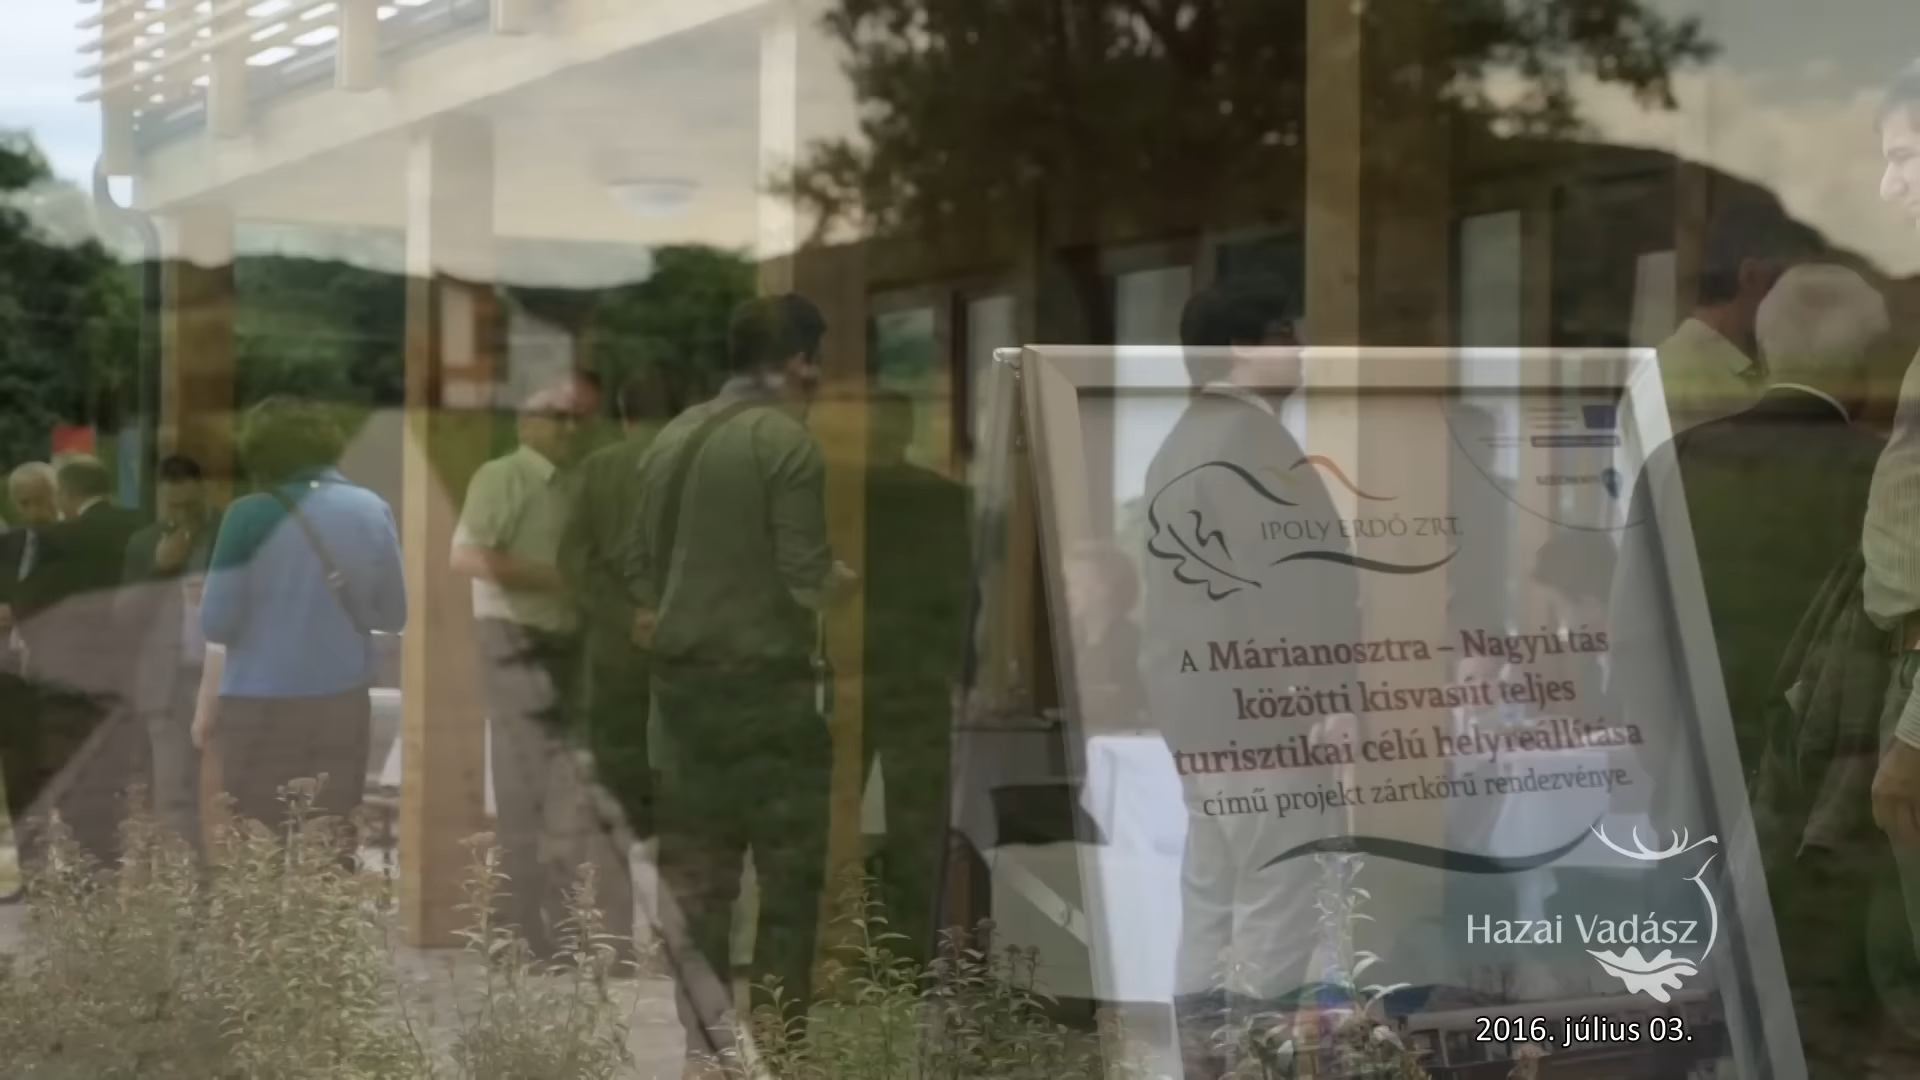 IPOLY ERDŐ ZRT.
A Márianosztra – Nagyirtás
közötti kisvasút teljes
turisztikai célú helyreállítása
című projekt zártkörű rendezvénye.
Hazai Vadász
2016. július 03.